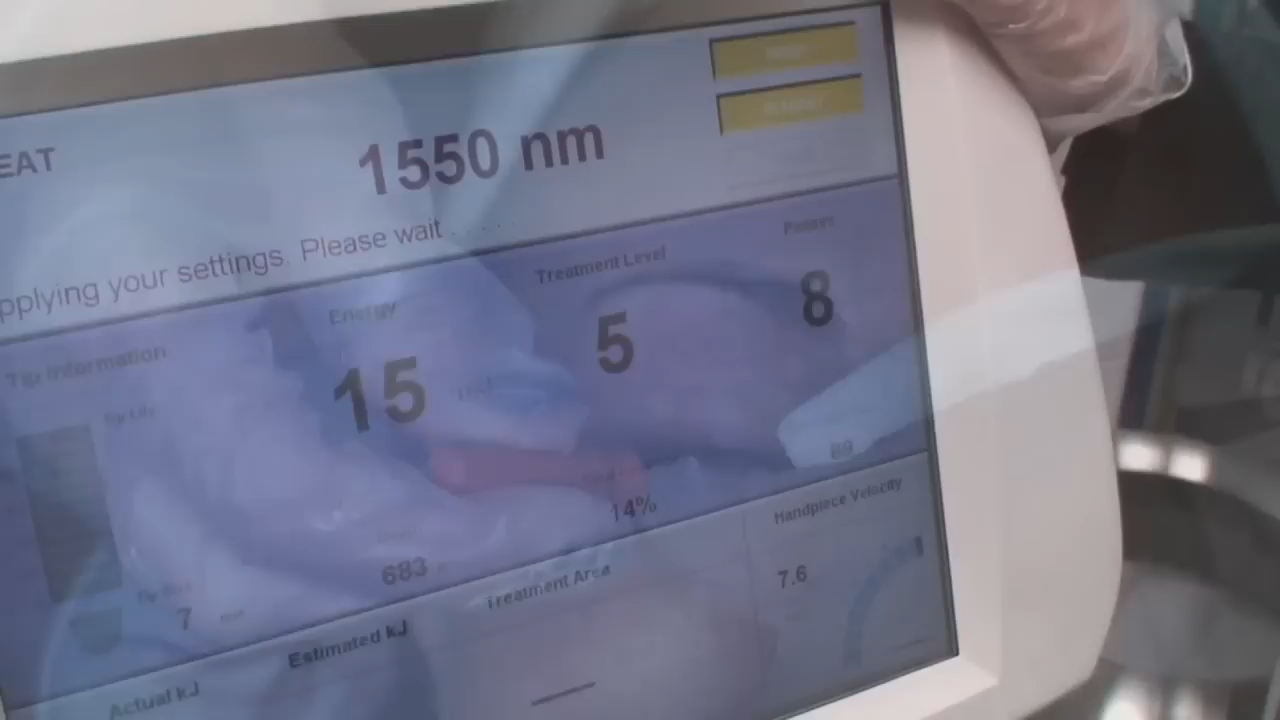 EAT
1550 nm
pplying your settings. Please wait . . . .
Tip Information
Energy
Treatment Level
Passes
15
5
8
7
683
14%
Handpiece Velocity
7.6
Treatment Area
Estimated kJ
Actual kJ